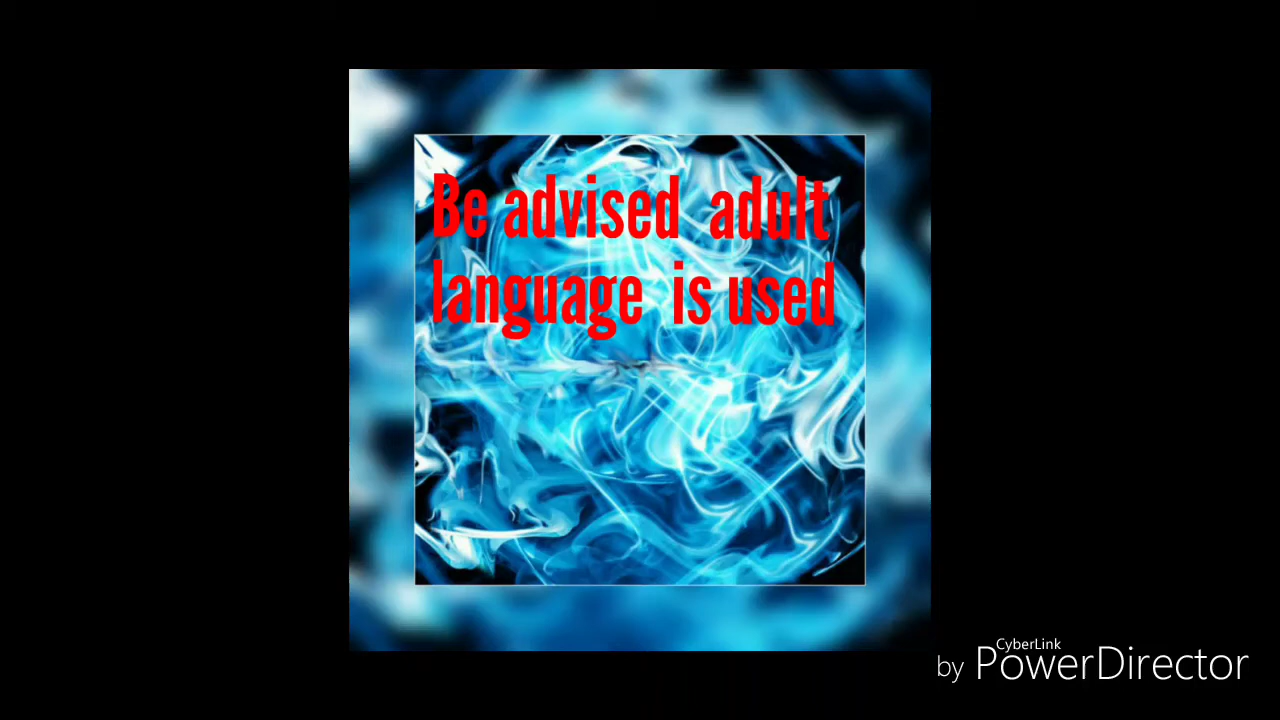 Be advised adult
language is used
CyberLink
by PowerDirector